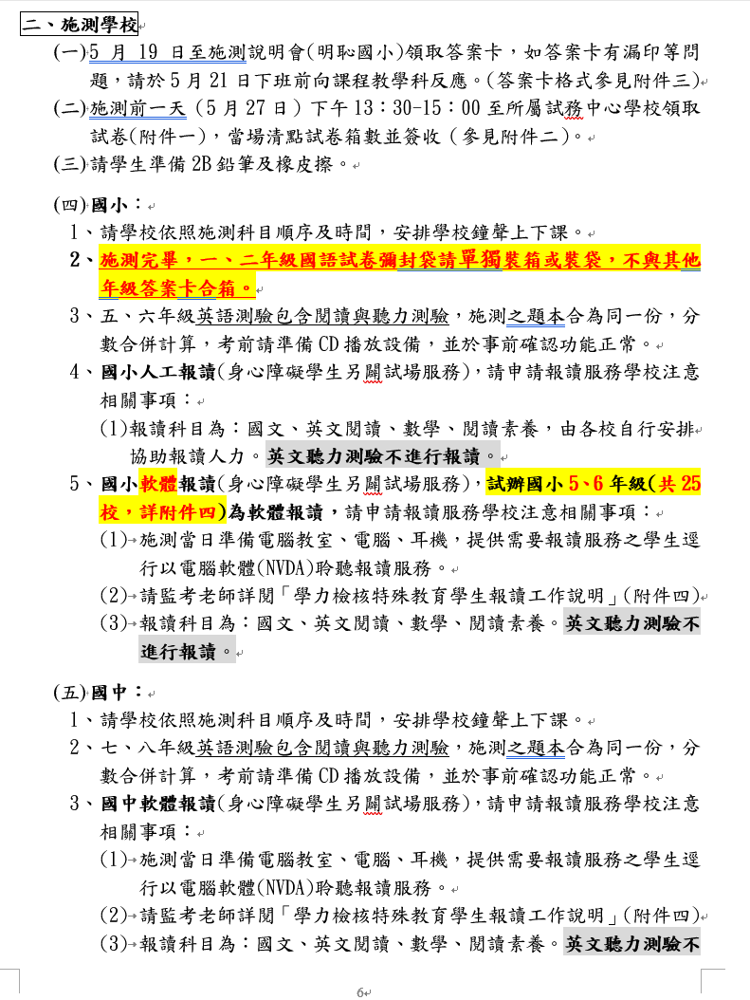 二、施測學校
(一)5 月 19 日至施測說明會(明恥國小)領取答案卡，如答案卡有漏印等問
題，請於5月21日下班前向課程教學科反應。(答案卡格式參見附件三)
(二)施測前一天（5月27日）下午13：30-15：00至所屬試務中心學校領取
試卷(附件一)，當場清點試卷箱數並簽收（參見附件二)。
(三)請學生準備2B鉛筆及橡皮擦。
(四)國小：
1、請學校依照施測科目順序及時間，安排學校鐘聲上下課。
2、施測完畢，一、二年級國語試卷彌封袋請單獨裝箱或裝袋，不與其他
年級答案卡合箱。
3、五、六年級英語測驗包含閱讀與聽力測驗，施測之題本合為同一份，分
數合併計算，考前請準備CD播放設備，並於事前確認功能正常。
4、國小人工報讀(身心障礙學生另闢試場服務)，請申請報讀服務學校注意
相關事項：
(1)報讀科目為：國文、英文閱讀、數學、閱讀素養，由各校自行安排
協助報讀人力。英文聽力測驗不進行報讀。
5、國小軟體報讀(身心障礙學生另闢試場服務)，試辦國小5、6年級(共25
校，詳附件四)為軟體報讀，請申請報讀服務學校注意相關事項：
(1)施測當日準備電腦教室、電腦、耳機，提供需要報讀服務之學生逕
行以電腦軟體(NVDA)聆聽報讀服務。
(2)請監考老師詳閱「學力檢核特殊教育學生報讀工作說明」(附件四)
(3)報讀科目為：國文、英文閱讀、數學、閱讀素養。英文聽力測驗不
進行報讀。
(五)國中：
1、請學校依照施測科目順序及時間，安排學校鐘聲上下課。
2、七、八年級英語測驗包含閱讀與聽力測驗，施測之題本合為同一份，分
數合併計算，考前請準備CD播放設備，並於事前確認功能正常。
3、國中軟體報讀(身心障礙學生另闢試場服務)，請申請報讀服務學校注意
相關事項：
(1)施測當日準備電腦教室、電腦、耳機，提供需要報讀服務之學生逕
行以電腦軟體(NVDA)聆聽報讀服務。
(2)請監考老師詳閱「學力檢核特殊教育學生報讀工作說明」(附件四)
(3)報讀科目為：國文、英文閱讀、數學、閱讀素養。英文聽力測驗不
6